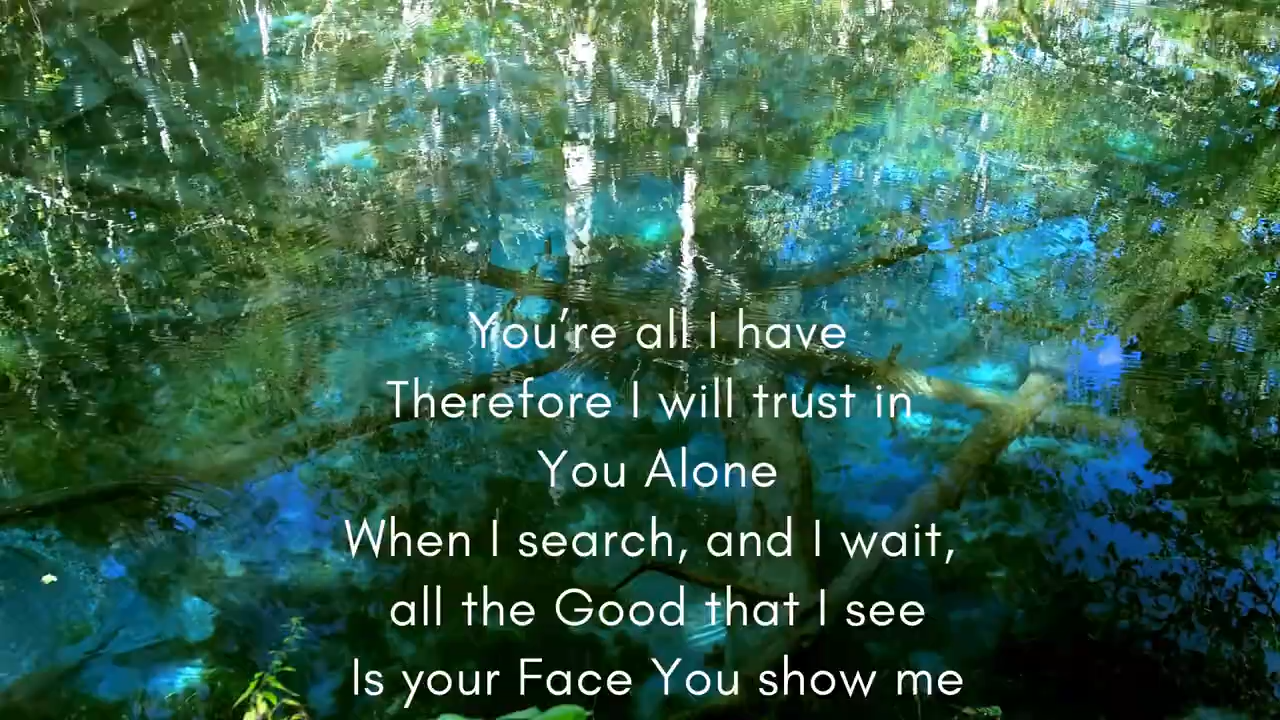 You’re all I have
Therefore I will trust in
You Alone
When I search, and I wait,
all the Good that I see
Is your Face You show me